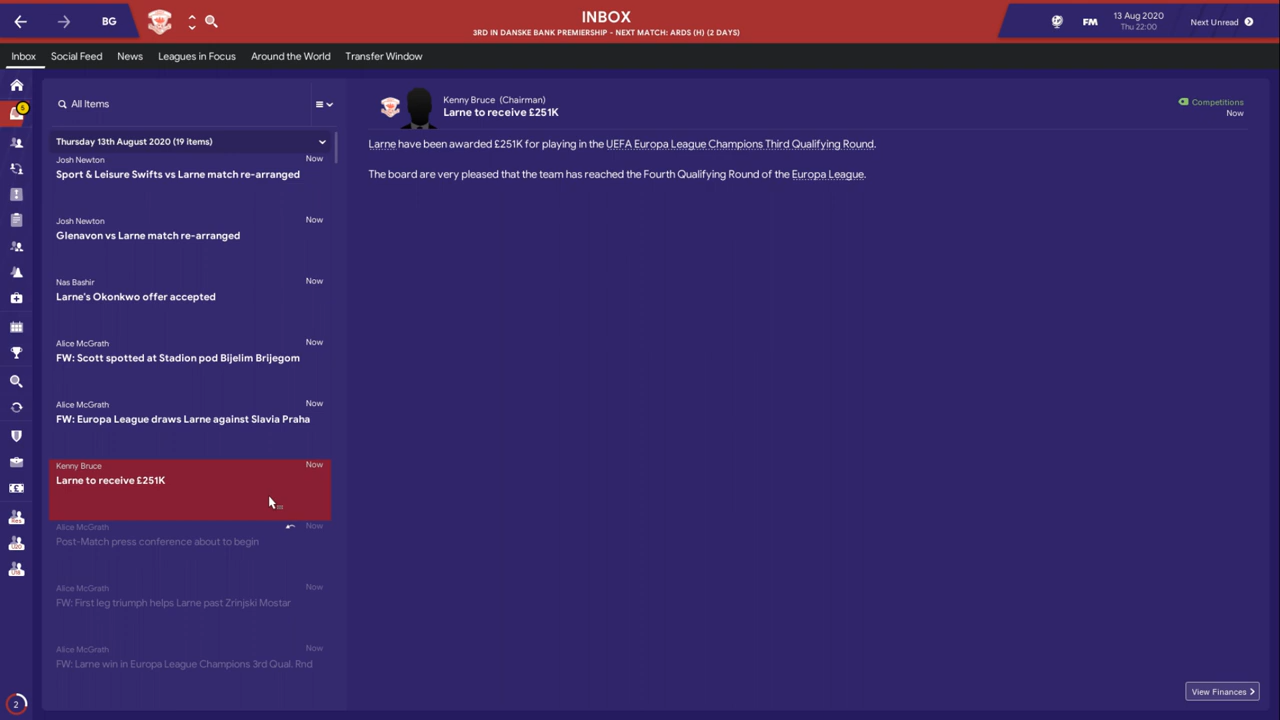 BG
INBOX
3RD IN DANSKE BANK PREMIERSHIP - NEXT MATCH: ARDS (H) (2 DAYS)
FM
13 Aug 2020
Thu 22:00
Next Unread
Inbox
Social Feed
News
Leagues in Focus
Around the World
Transfer Window
5
All Items
Thursday 13th August 2020 (19 items)
Josh Newton
Now
Sport & Leisure Swifts vs Larne match re-arranged
Josh Newton
Now
Glenavon vs Larne match re-arranged
Nas Bashir
Now
Larne's Okonkwo offer accepted
Alice McGrath
Now
FW: Scott spotted at Stadion pod Bijelim Brijegom
Alice McGrath
Now
FW: Europa League draws Larne against Slavia Praha
Kenny Bruce
Now
Larne to receive £251K
Alice McGrath
Now
Post-Match press conference about to begin
Alice McGrath
Now
FW: First leg triumph helps Larne past Zrinjski Mostar
Alice McGrath
Now
FW: Larne win in Europa League Champions 3rd Qual. Rnd
2
Kenny Bruce (Chairman)
Larne to receive £251K
Competitions
Now
Larne have been awarded £251K for playing in the UEFA Europa League Champions Third Qualifying Round.
The board are very pleased that the team has reached the Fourth Qualifying Round of the Europa League.
View Finances